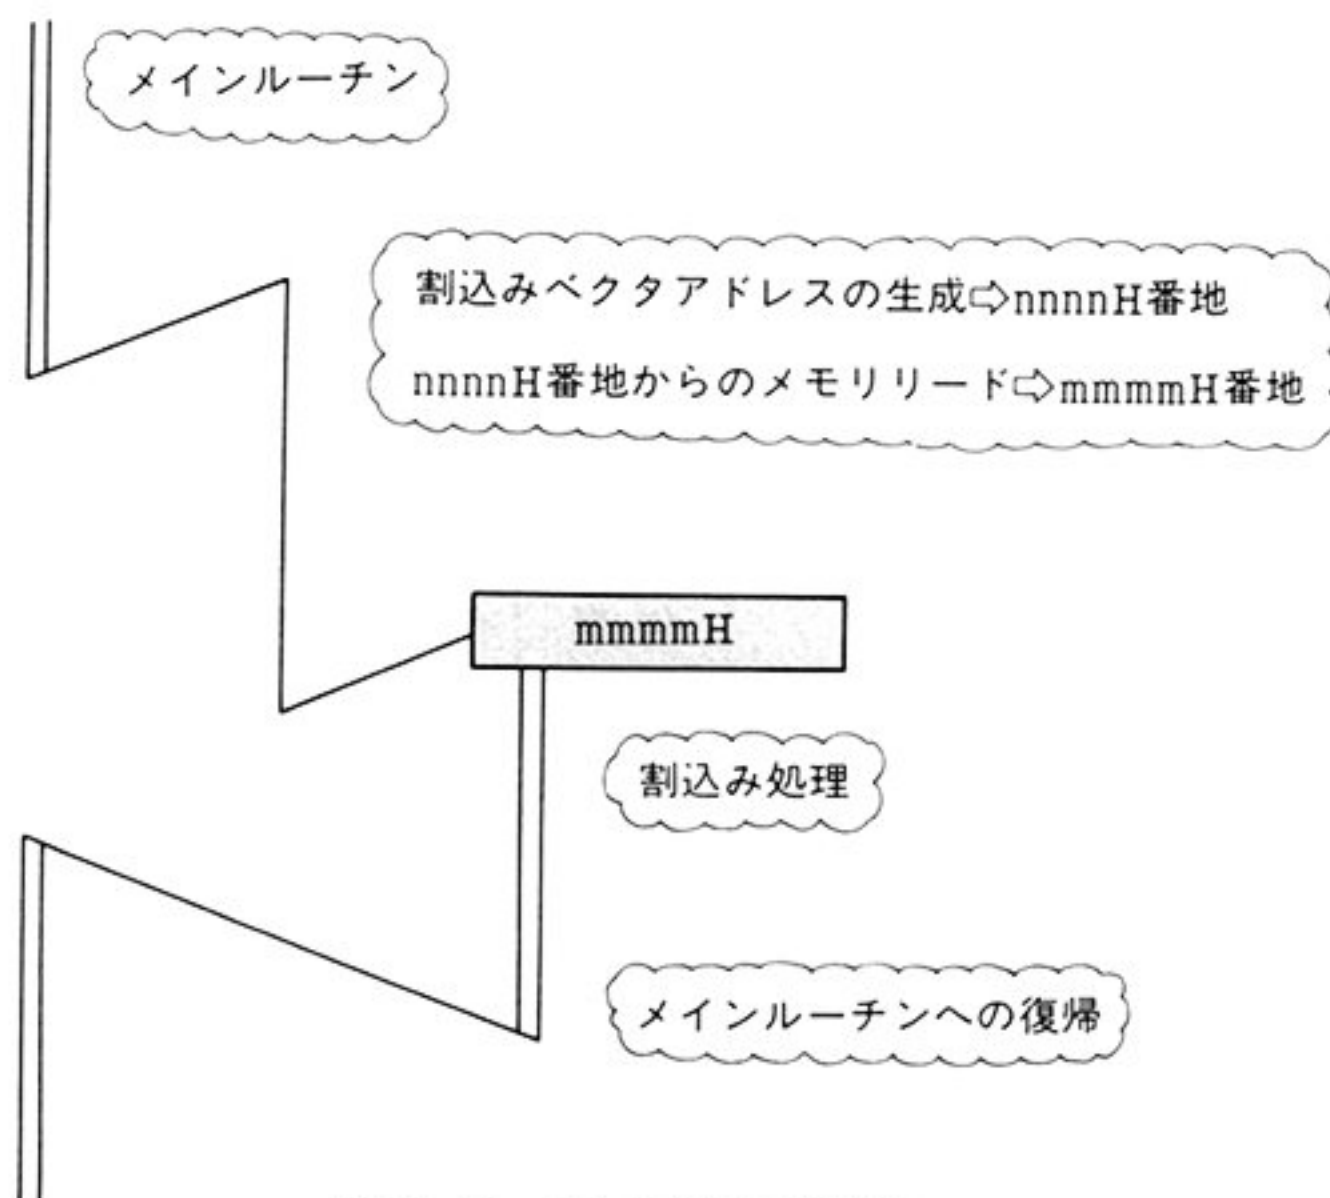 メインルーチン
割込みベクタアドレスの生成⇨nnnnH番地
nnnnH番地からのメモリリード⇨mmmmH番地
mmmmH
割込み処理
メインルーチンへの復帰